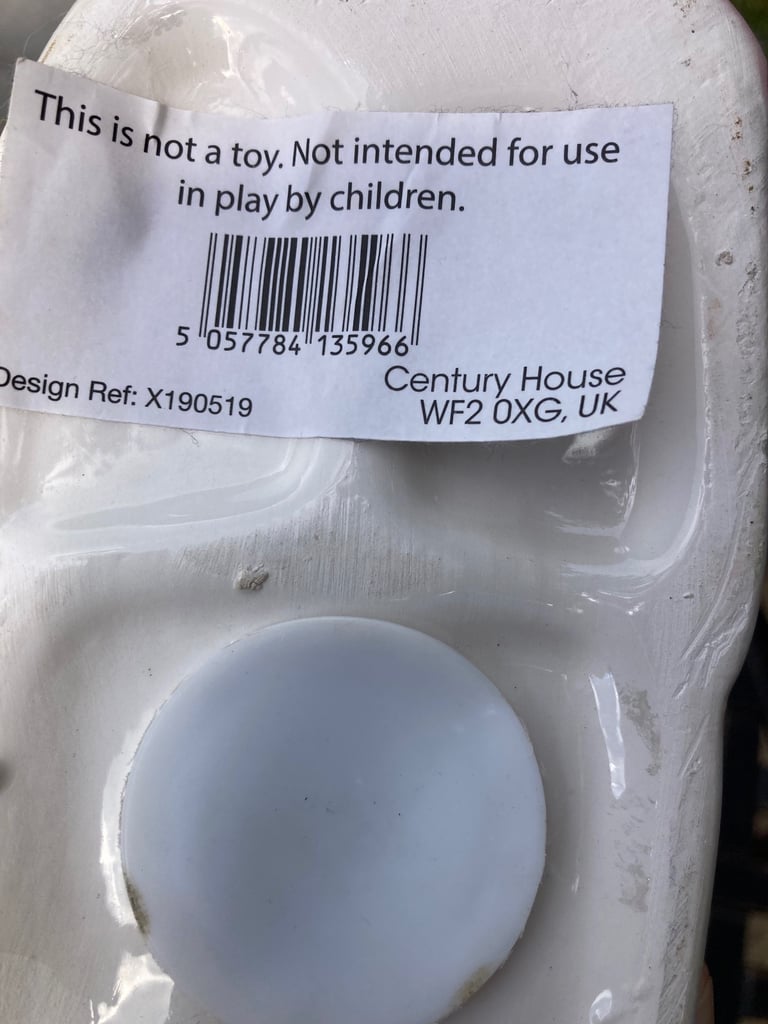 This is not a toy. Not intended for use
in play by children.
5 057784 135966
Design Ref: X190519
Century House
WF2 0XG, UK